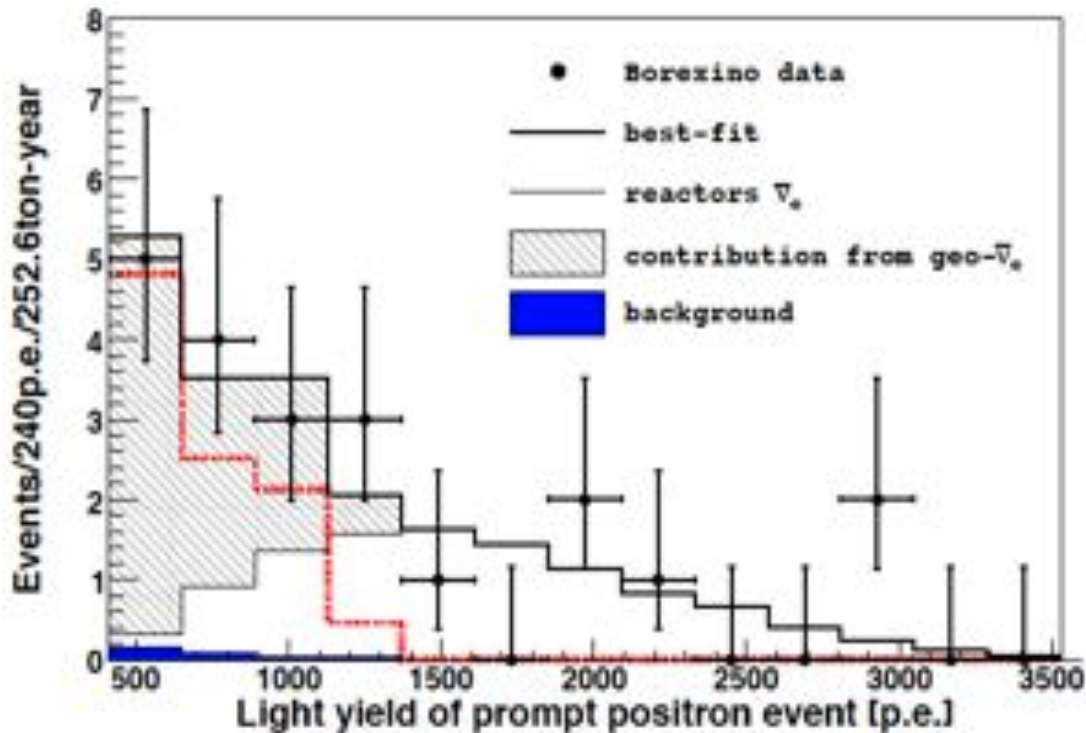 Events/240p.e./252.6ton-year
8
7
6
5
4
3
2
1
0
Borexino data
best-fit
reactors ν̅e
contribution from geo-ν̅e
background
500 1000 1500 2000 2500 3000 3500
Light yield of prompt positron event [p.e.]